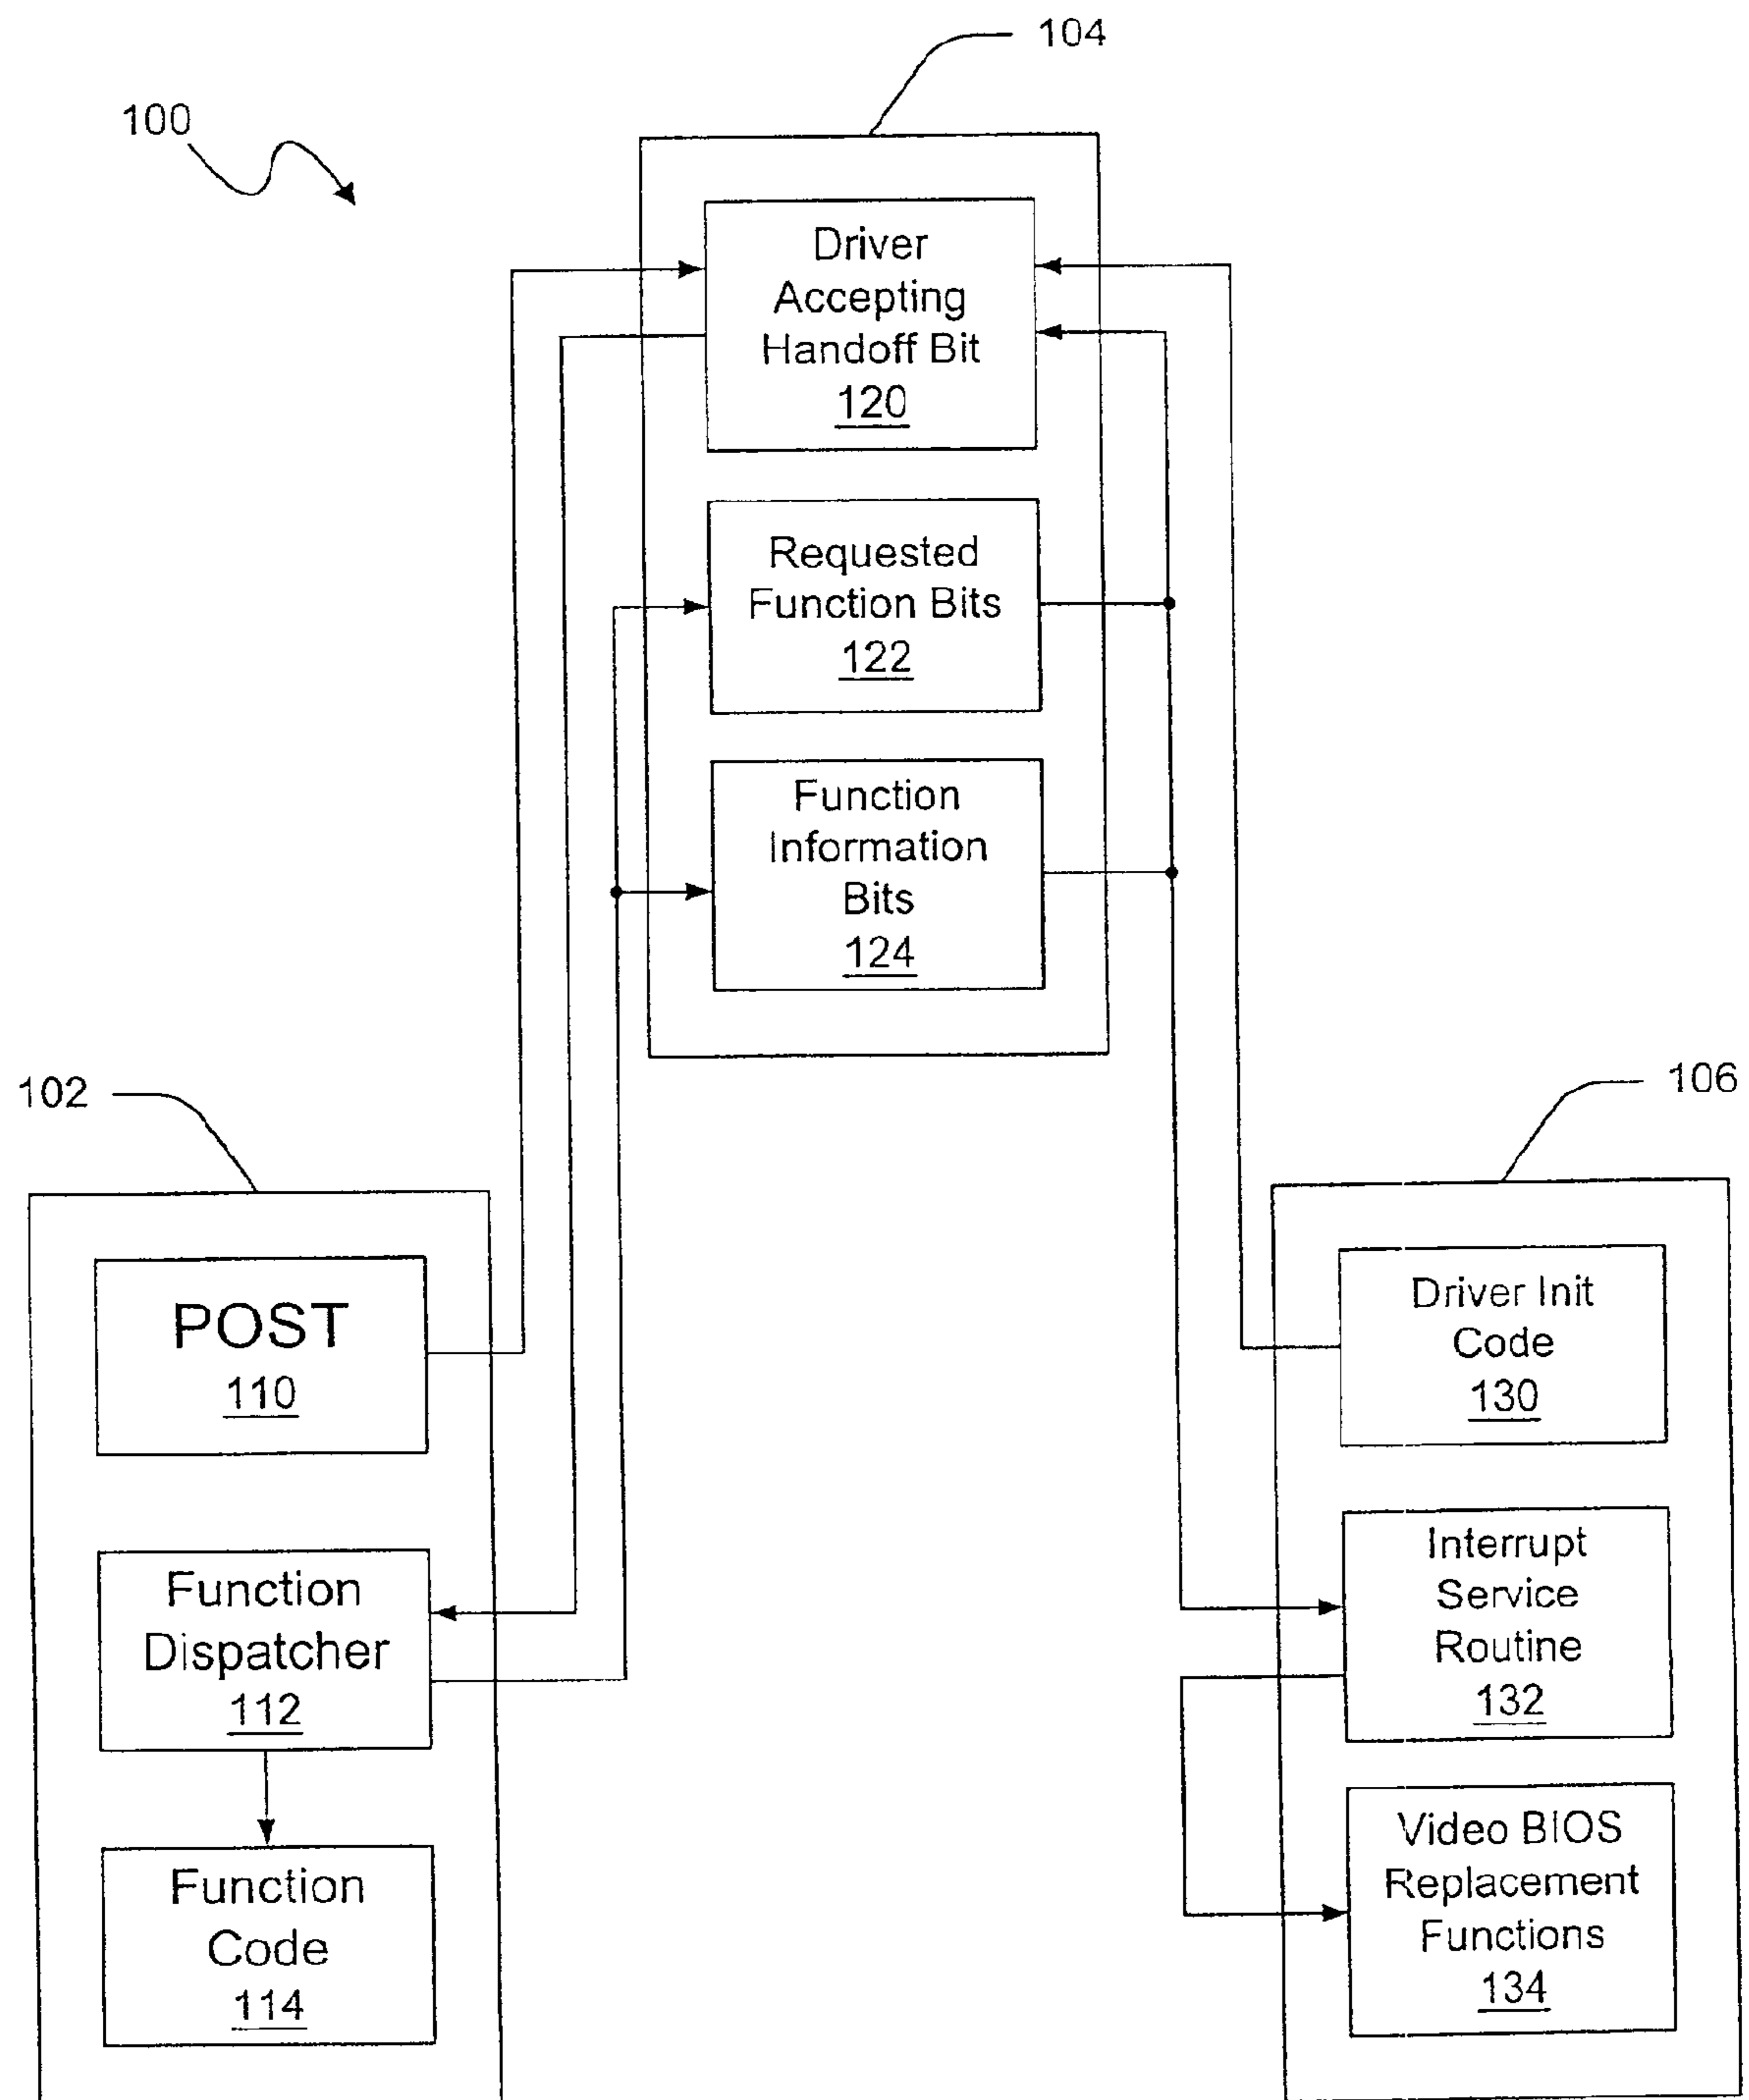 104
100
Driver
Accepting
Handoff Bit
120
Requested
Function Bits
122
Function
Information
Bits
124
102
106
POST
110
Function
Dispatcher
112
Function
Code
114
Driver Init
Code
130
Interrupt
Service
Routine
132
Video BIOS
Replacement
Functions
134